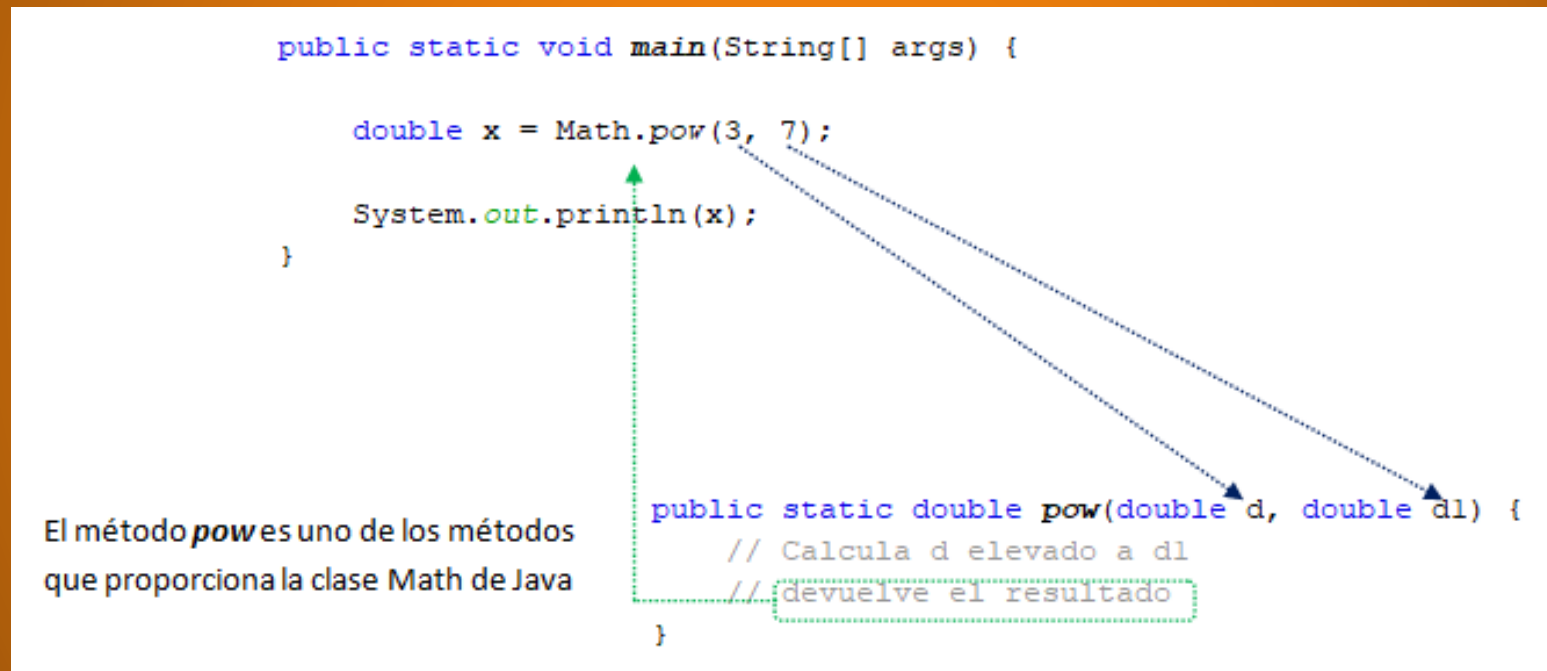 public static void main(String[] args) {
double x = Math.pow(3, 7);
System.out.println(x);
}
public static double pow(double d, double d1) {
// Calcula d elevado a d1
// devuelve el resultado
}
El método pow es uno de los métodos
que proporciona la clase Math de Java